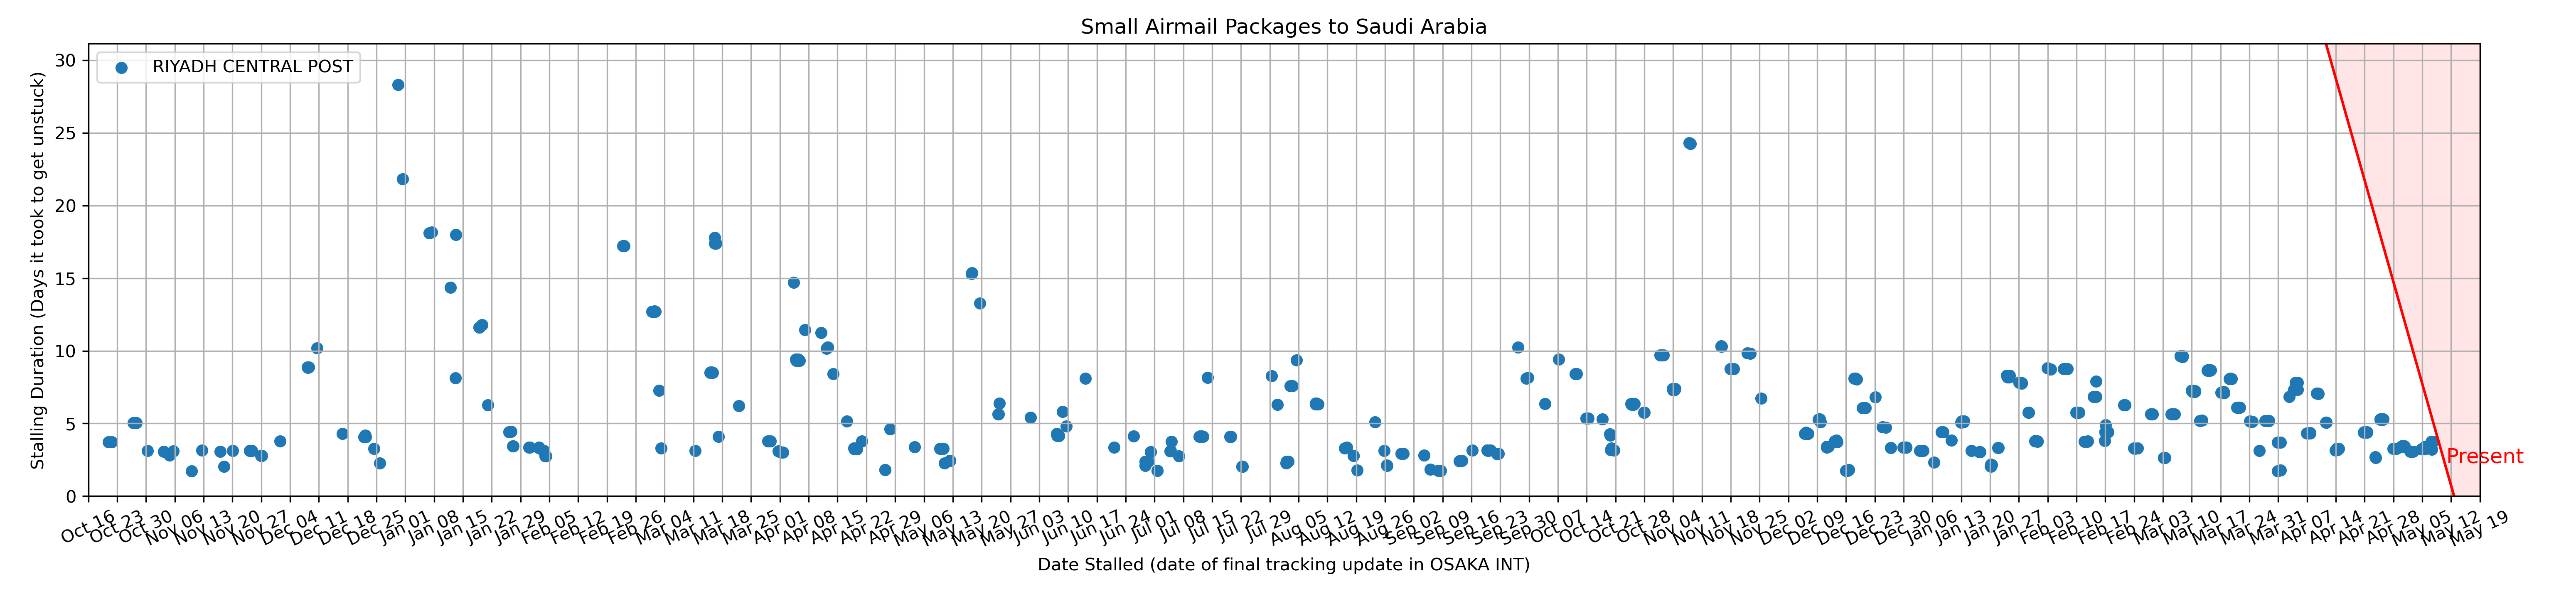 Small Airmail Packages to Saudi Arabia
RIYADH CENTRAL POST
Stalling Duration (Days it took to get unstuck)
30
25
20
15
10
5
0
Present
Oct 16
Oct 23
Oct 30
Nov 06
Nov 13
Nov 20
Nov 27
Dec 04
Dec 11
Dec 18
Dec 25
Jan 01
Jan 08
Jan 15
Jan 22
Jan 29
Feb 05
Feb 12
Feb 19
Feb 26
Mar 04
Mar 11
Mar 18
Mar 25
Apr 01
Apr 08
Apr 15
Apr 22
Apr 29
May 06
May 13
May 20
May 27
Jun 03
Jun 10
Jun 17
Jun 24
Jul 01
Jul 08
Jul 15
Jul 22
Jul 29
Aug 05
Aug 12
Aug 19
Aug 26
Sep 02
Sep 09
Sep 16
Sep 23
Sep 30
Oct 07
Oct 14
Oct 21
Oct 28
Nov 04
Nov 11
Nov 18
Nov 25
Dec 02
Dec 09
Dec 16
Dec 23
Dec 30
Jan 06
Jan 13
Jan 20
Jan 27
Feb 03
Feb 10
Feb 17
Feb 24
Mar 03
Mar 10
Mar 17
Mar 24
Mar 31
Apr 07
Apr 14
Apr 21
Apr 28
May 05
May 12
May 19
Date Stalled (date of final tracking update in OSAKA INT)